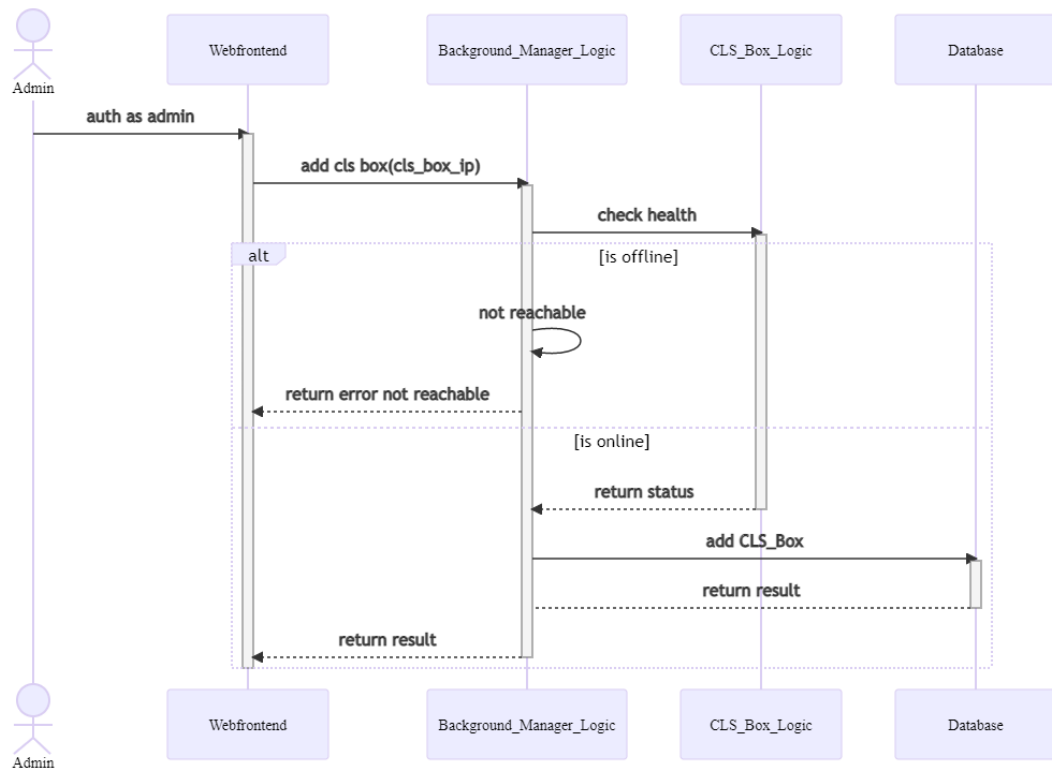 Admin
Webfrontend
Background_Manager_Logic
CLS_Box_Logic
Database
auth as admin
add cls box(cls_box_ip)
check health
alt
[is offline]
not reachable
return error not reachable
[is online]
return status
add CLS_Box
return result
return result
Admin
Webfrontend
Background_Manager_Logic
CLS_Box_Logic
Database